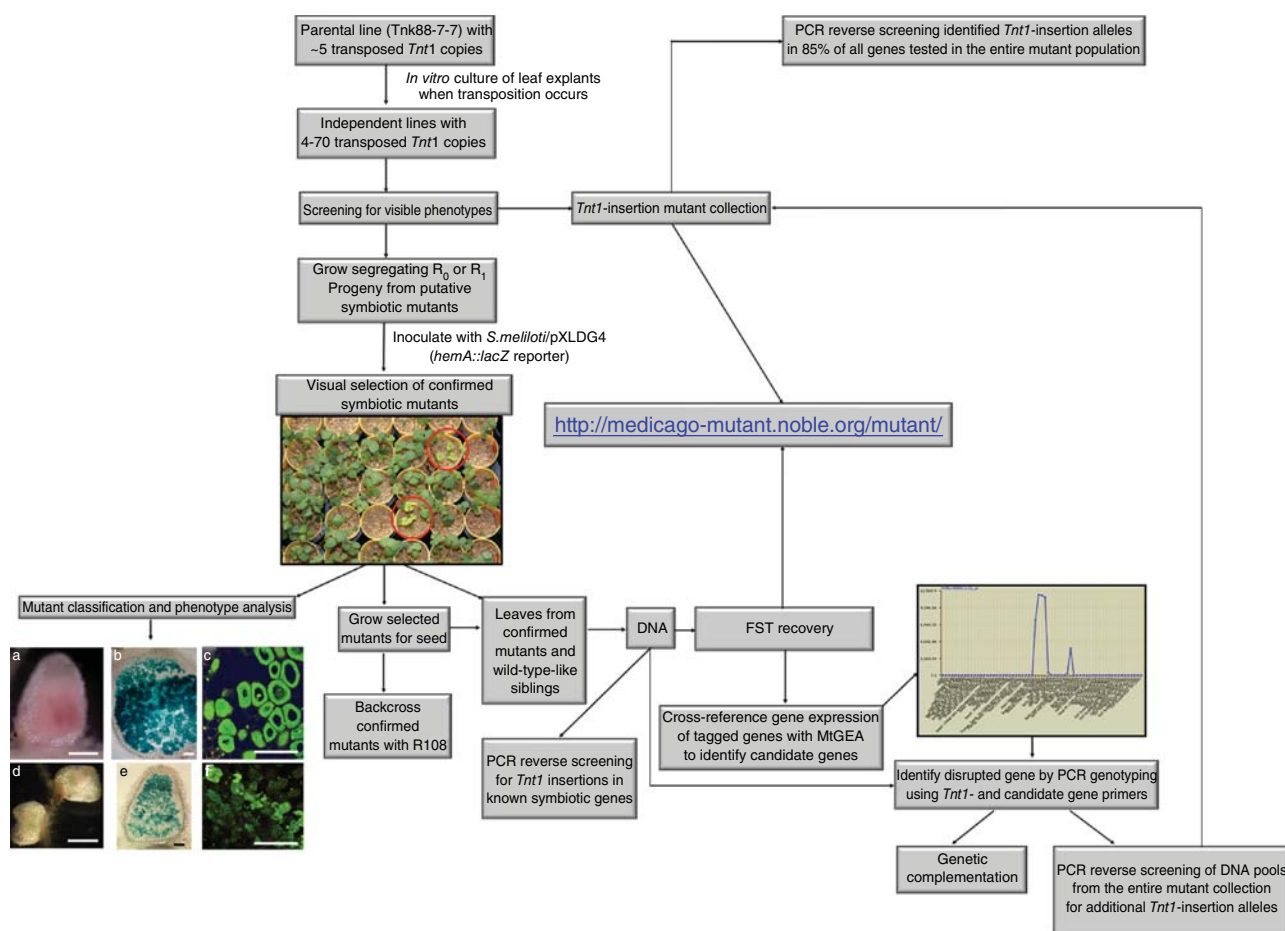 Parental line (Tnk88-7-7) with
~5 transposed Tnt1 copies
PCR reverse screening identified Tnt1-insertion alleles
in 85% of all genes tested in the entire mutant population
In vitro culture of leaf explants
when transposition occurs
Independent lines with
4-70 transposed Tnt1 copies
Screening for visible phenotypes
Tnt1-insertion mutant collection
Grow segregating R0 or R1
Progeny from putative
symbiotic mutants
Inoculate with S.meliloti/pXLDG4
(hemA::lacZ reporter)
Visual selection of confirmed
symbiotic mutants
http://medicago-mutant.noble.org/mutant/
Mutant classification and phenotype analysis
Grow selected
mutants for seed
Leaves from
confirmed
mutants and
wild-type-like
siblings
DNA
FST recovery
a
b
c
d
e
f
Backcross
confirmed
mutants with R108
PCR reverse screening
for Tnt1 insertions in
known symbiotic genes
Cross-reference gene expression
of tagged genes with MtGEA
to identify candidate genes
Identify disrupted gene by PCR genotyping
using Tnt1- and candidate gene primers
Genetic
complementation
PCR reverse screening of DNA pools
from the entire mutant collection
for additional Tnt1-insertion alleles